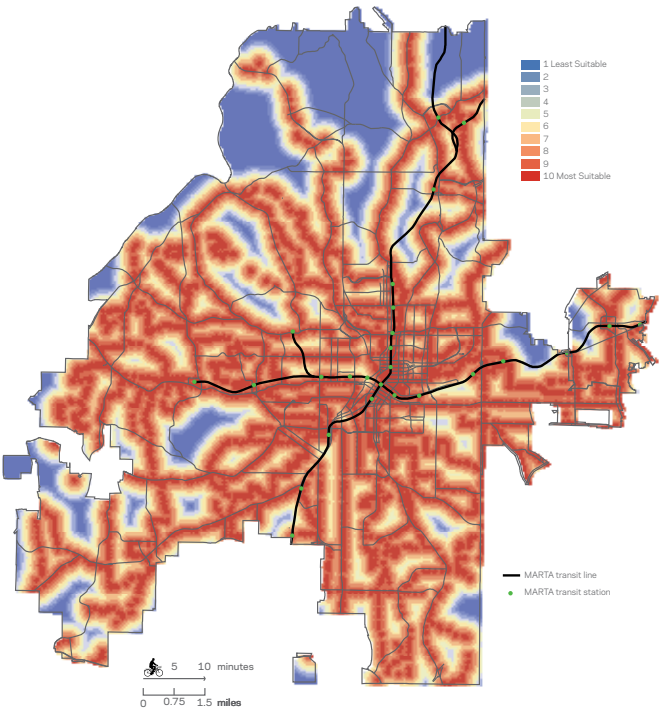 1 Least Suitable
2
3
4
5
6
7
8
9
10 Most Suitable
MARTA transit line
MARTA transit station
5 10 minutes
0 0.75 1.5 miles